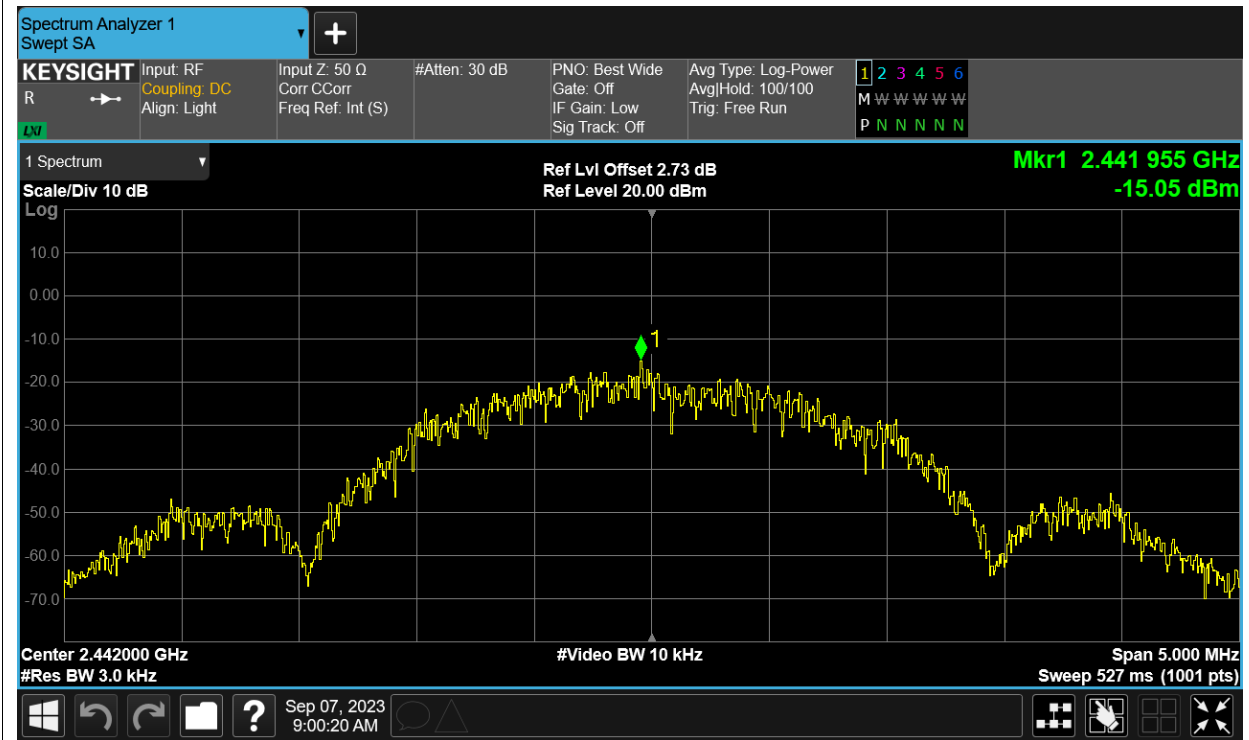 Spectrum Analyzer 1
Swept SA
KEYSIGHT
R
LXI
Input: RF
Coupling: DC
Align: Light
Input Z: 50 Ω
Corr CCorr
Freq Ref: Int (S)
#Atten: 30 dB
PNO: Best Wide
Gate: Off
IF Gain: Low
Sig Track: Off
Avg Type: Log-Power
Avg|Hold: 100/100
Trig: Free Run
1 2 3 4 5 6
M W W W W W
P N N N N N
1 Spectrum
Scale/Div 10 dB
Log
Ref Lvl Offset 2.73 dB
Ref Level 20.00 dBm
Mkr1 2.441 955 GHz
-15.05 dBm
10.0
0.00
-10.0
1
-20.0
-30.0
-40.0
-50.0
-60.0
-70.0
Center 2.442000 GHz
#Res BW 3.0 kHz
#Video BW 10 kHz
Span 5.000 MHz
Sweep 527 ms (1001 pts)
?
Sep 07, 2023
9:00:20 AM